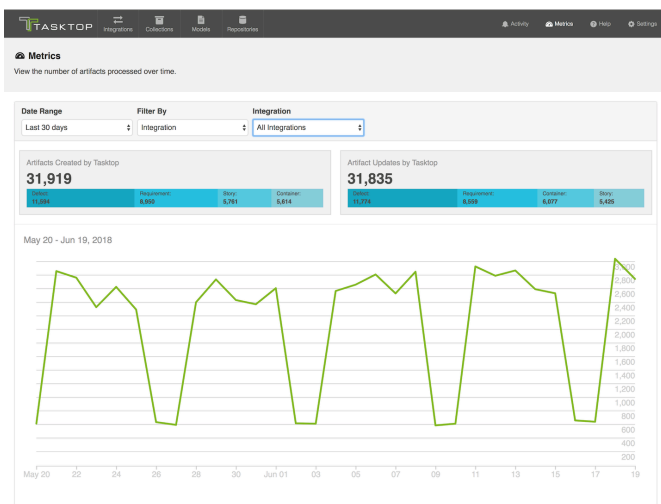 TASKTOP
Integrations Collections Models Repositories Activity Metrics Help Settings
Metrics
View the number of artifacts processed over time.
Date Range Filter By Integration
Last 30 days Integration All Integrations
Artifacts Created by Tasktop Artifact Updates by Tasktop
31,919 31,835
Defect: Requirement: Story: Container: Defect: Requirement: Container: Story:
11,594 8,950 5,761 5,614 11,774 8,559 6,077 5,425
May 20 - Jun 19, 2018
3,000
2,800
2,600
2,400
2,200
2,000
1,800
1,600
1,400
1,200
1,000
800
600
400
200
May 20 22 24 26 28 30 Jun 01 03 05 07 09 11 13 15 17 19